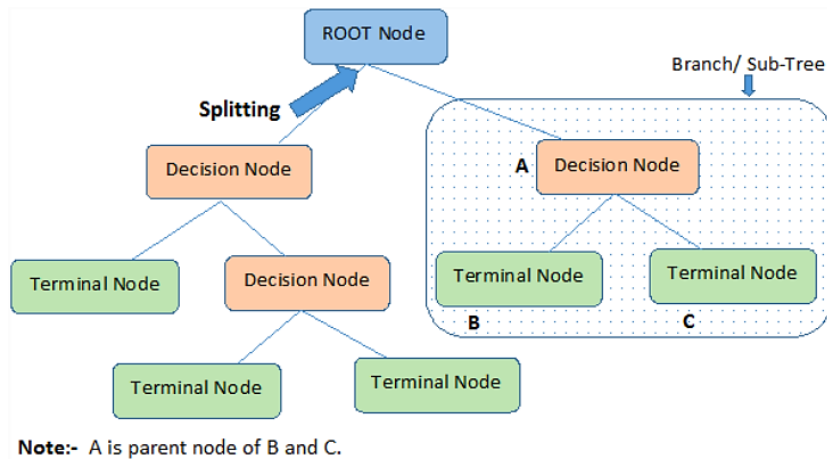 ROOT Node
Branch/ Sub-Tree
Splitting
Decision Node
A
Decision Node
Terminal Node
Decision Node
Terminal Node
Terminal Node
B
C
Terminal Node
Terminal Node
Note:- A is parent node of B and C.